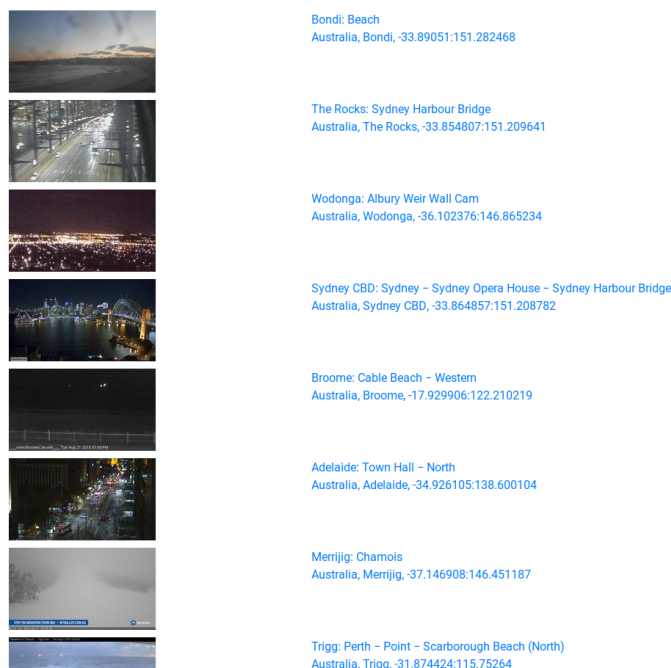 Bondi: Beach
Australia, Bondi, -33.89051:151.282468
The Rocks: Sydney Harbour Bridge
Australia, The Rocks, -33.854807:151.209641
Wodonga: Albury Weir Wall Cam
Australia, Wodonga, -36.102376:146.865234
Sydney CBD: Sydney − Sydney Opera House − Sydney Harbour Bridge
Australia, Sydney CBD, -33.864857:151.208782
Broome: Cable Beach − Western
Australia, Broome, -17.929906:122.210219
Adelaide: Town Hall − North
Australia, Adelaide, -34.926105:138.600104
Merrijig: Chamois
Australia, Merrijig, -37.146908:146.451187
Trigg: Perth − Point − Scarborough Beach (North)
Australia, Trigg, -31.874424:115.75264